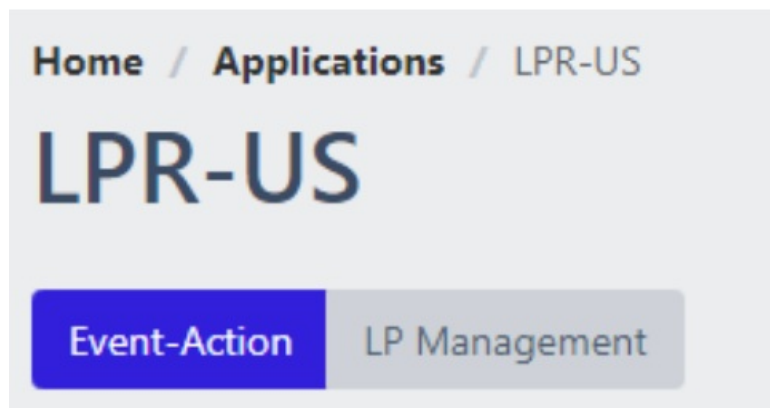 Home / Applications / LPR-US
LPR-US
Event-Action LP Management